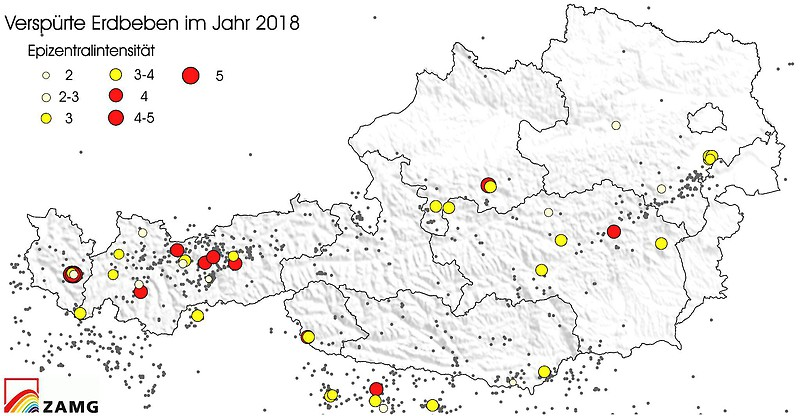 Verspürte Erdbeben im Jahr 2018
Epizentralintensität
2
3-4
5
2-3
4
3
4-5
ZAMG